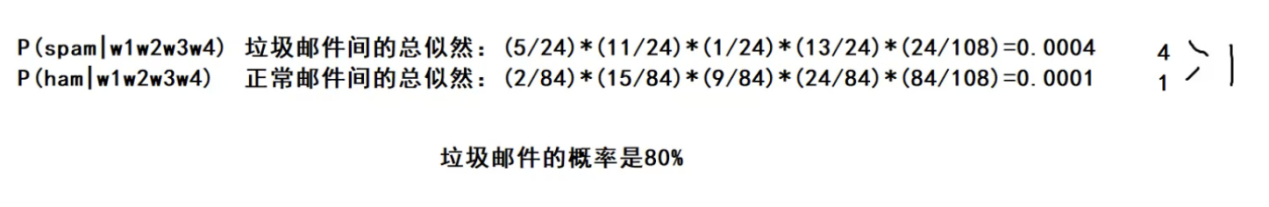 P(spam|w1w2w3w4) 垃圾邮件间的总似然：(5/24)*(11/24)*(1/24)*(13/24)*(24/108)=0.0004 4
P(ham|w1w2w3w4) 正常邮件间的总似然：(2/84)*(15/84)*(9/84)*(24/84)*(84/108)=0.0001 1
垃圾邮件的概率是80%